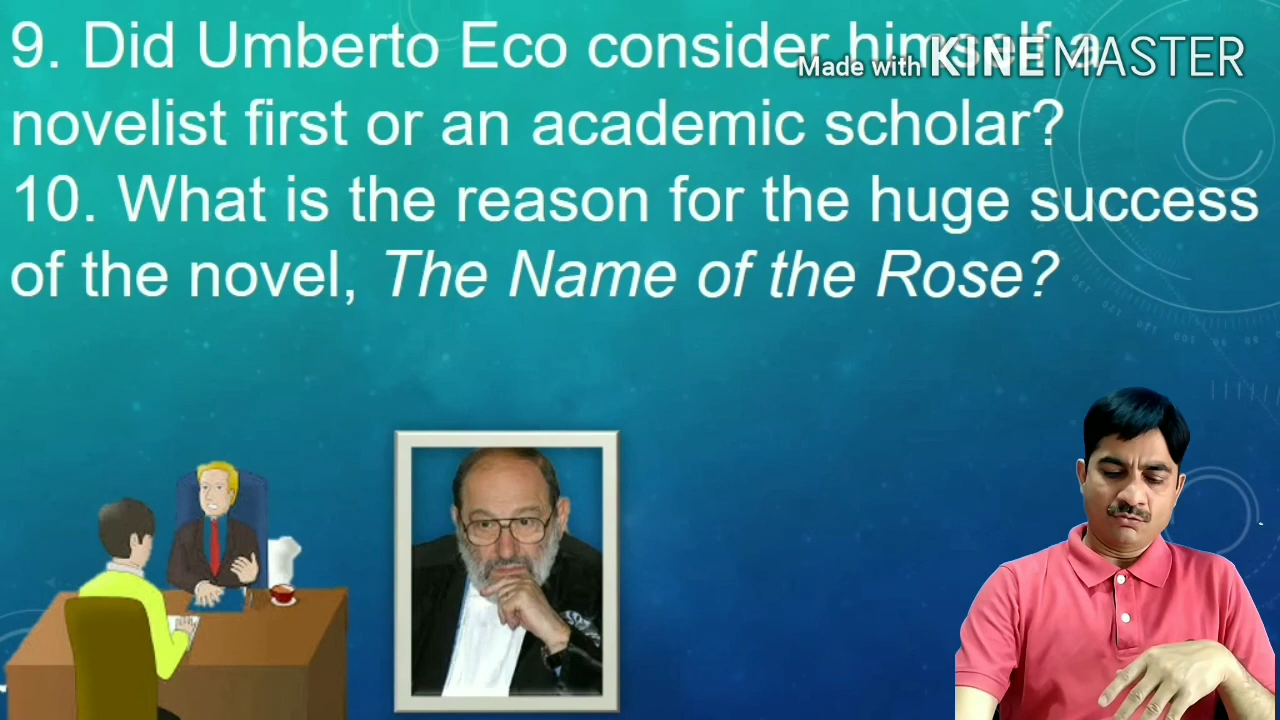 9. Did Umberto Eco consider himself a
Made with KINEMASTER
novelist first or an academic scholar?
10. What is the reason for the huge success
of the novel, The Name of the Rose?